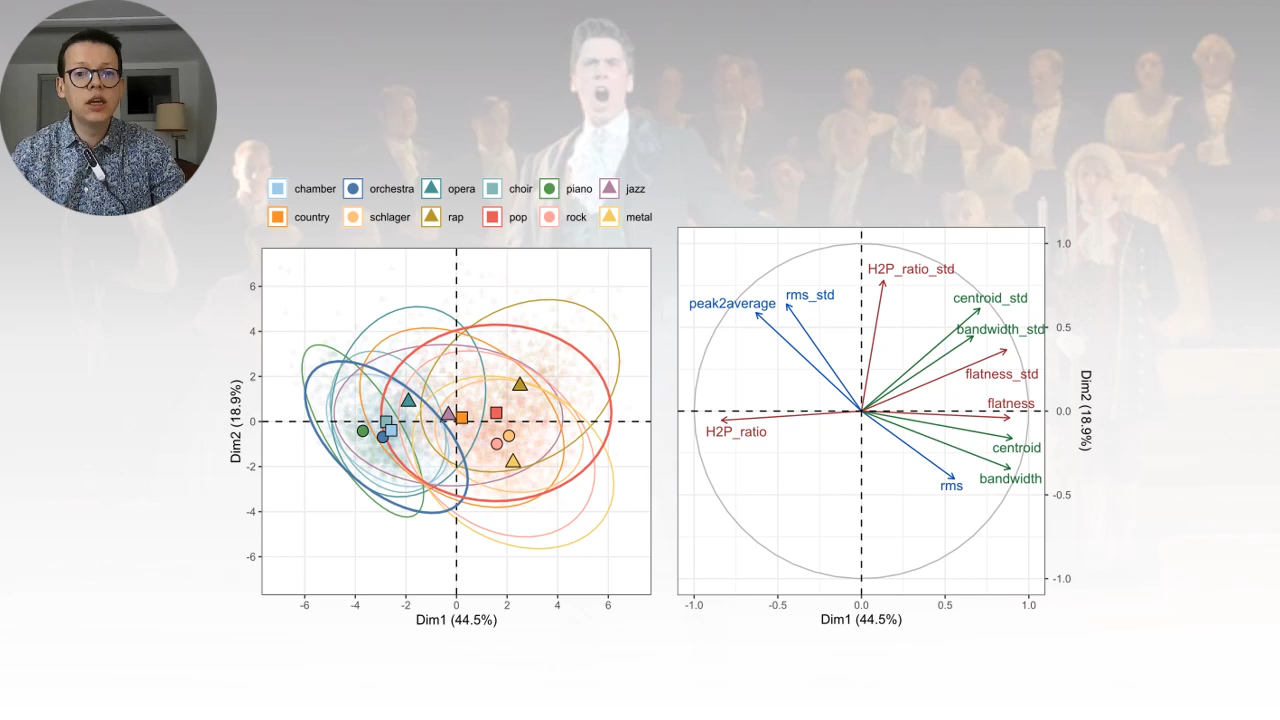 chamber orchestra opera choir piano jazz
country schlager rap pop rock metal
6
4
2
0
-2
-4
-6
Dim2 (18.9%)
-6 -4 -2 0 2 4 6
Dim1 (44.5%)
H2P_ratio_std
peak2average
rms_std
centroid_std
bandwidth_std
flatness_std
flatness
H2P_ratio
centroid
bandwidth
rms
1.0
0.5
0.0
-0.5
-1.0
Dim2 (18.9%)
-1.0 -0.5 0.0 0.5 1.0
Dim1 (44.5%)